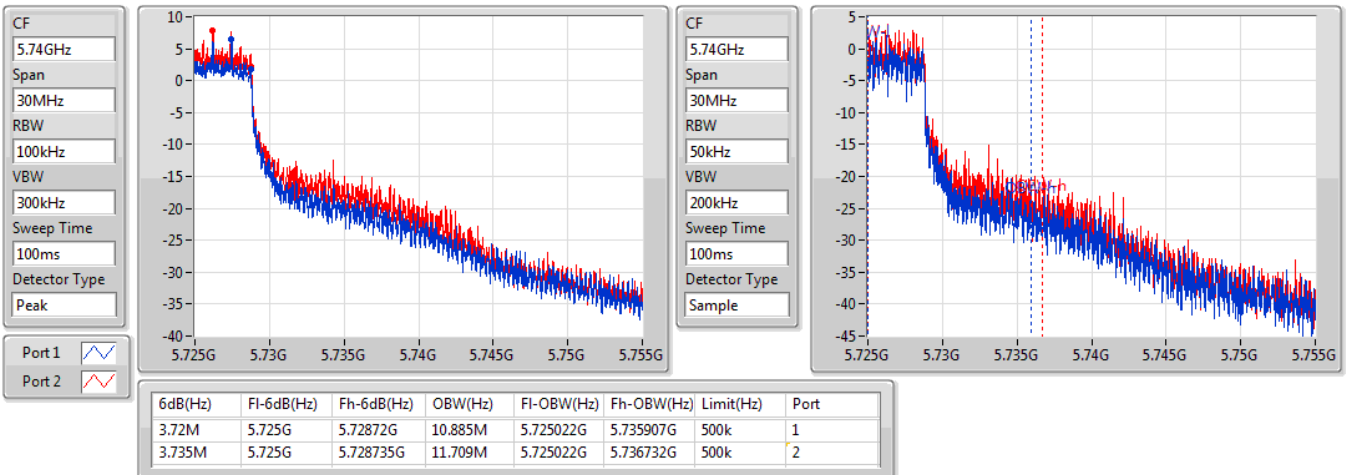 CF
5.74GHz
Span
30MHz
RBW
100kHz
VBW
300kHz
Sweep Time
100ms
Detector Type
Peak
Port 1
Port 2
10
5
0
-5
-10
-15
-20
-25
-30
-35
-40
5.725G 5.73G 5.735G 5.74G 5.745G 5.75G 5.755G
CF
5.74GHz
Span
30MHz
RBW
50kHz
VBW
200kHz
Sweep Time
100ms
Detector Type
Sample
5
0
-5
-10
-15
-20
-25
-30
-35
-40
-45
5.725G 5.73G 5.735G 5.74G 5.745G 5.75G 5.755G
6dB(Hz) Fl-6dB(Hz) Fh-6dB(Hz) OBW(Hz) Fl-OBW(Hz) Fh-OBW(Hz) Limit(Hz) Port
3.72M 5.725G 5.72872G 10.885M 5.725022G 5.735907G 500k 1
3.735M 5.725G 5.728735G 11.709M 5.725022G 5.736732G 500k 2